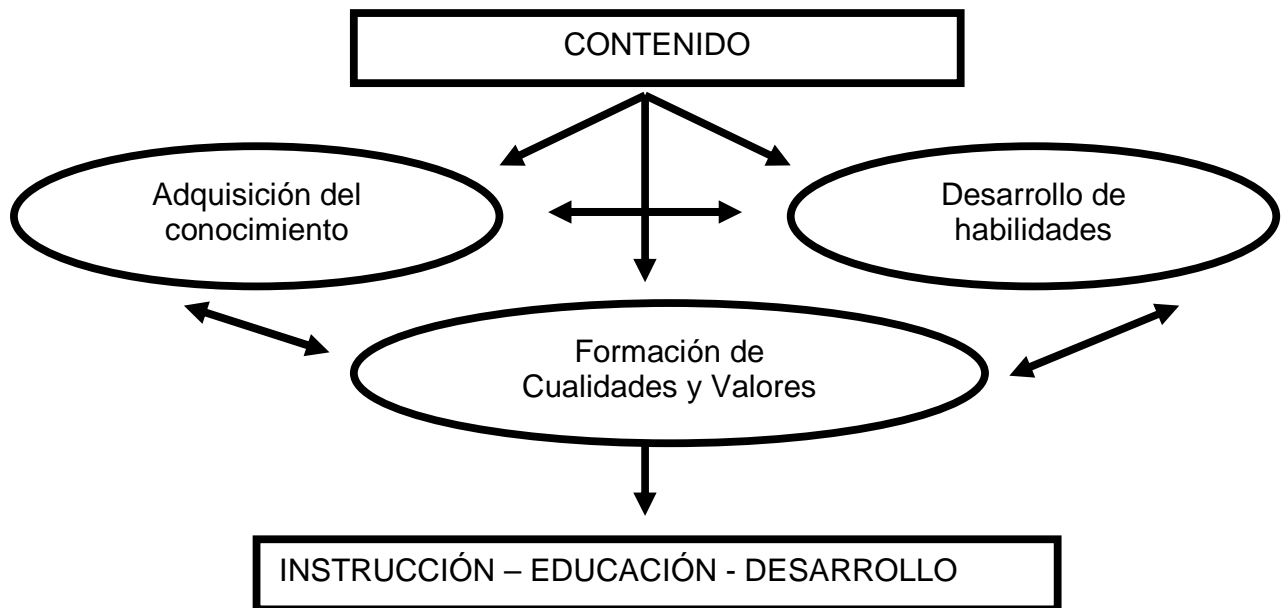 CONTENIDO
Adquisición del
conocimiento
Desarrollo de
habilidades
Formación de
Cualidades y Valores
INSTRUCCIÓN – EDUCACIÓN - DESARROLLO